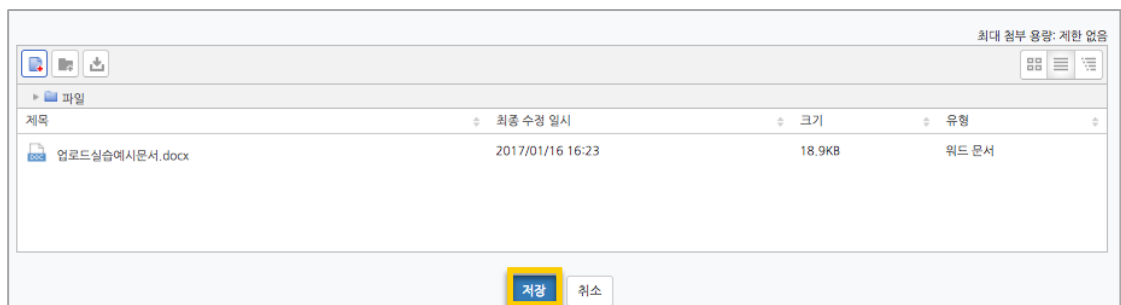 최대 첨부 용량: 제한 없음
파일
제목 최종 수정 일시 크기 유형
업로드실습예시문서.docx 2017/01/16 16:23 18.9KB 워드 문서
저장 취소